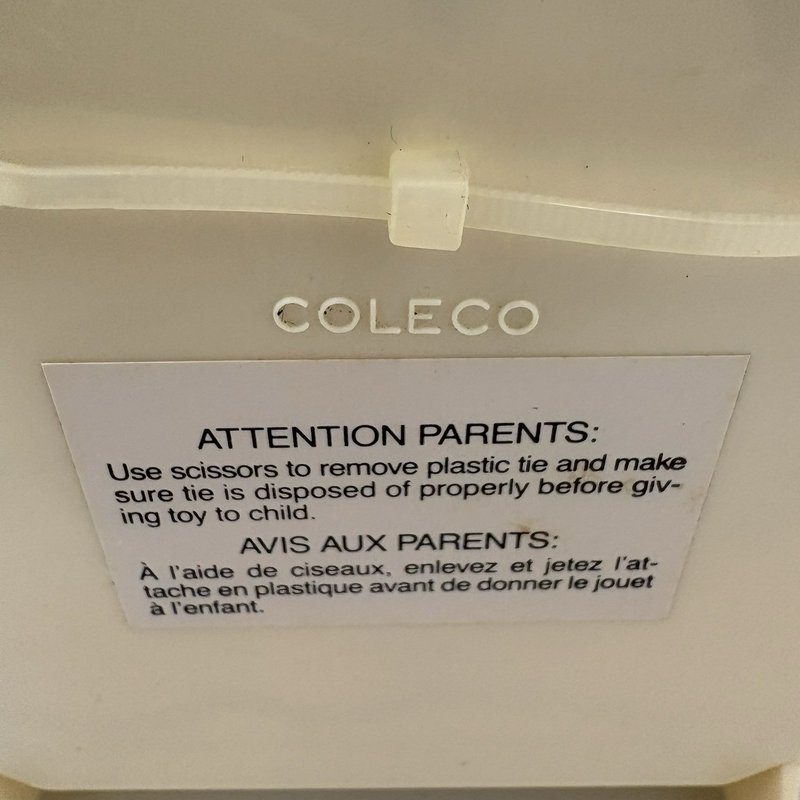 COLECO
ATTENTION PARENTS:
Use scissors to remove plastic tie and make
sure tie is disposed of properly before giv-
ing toy to child.
AVIS AUX PARENTS:
À l'aide de ciseaux, enlevez et jetez l'at-
tache en plastique avant de donner le jouet
à l'enfant.